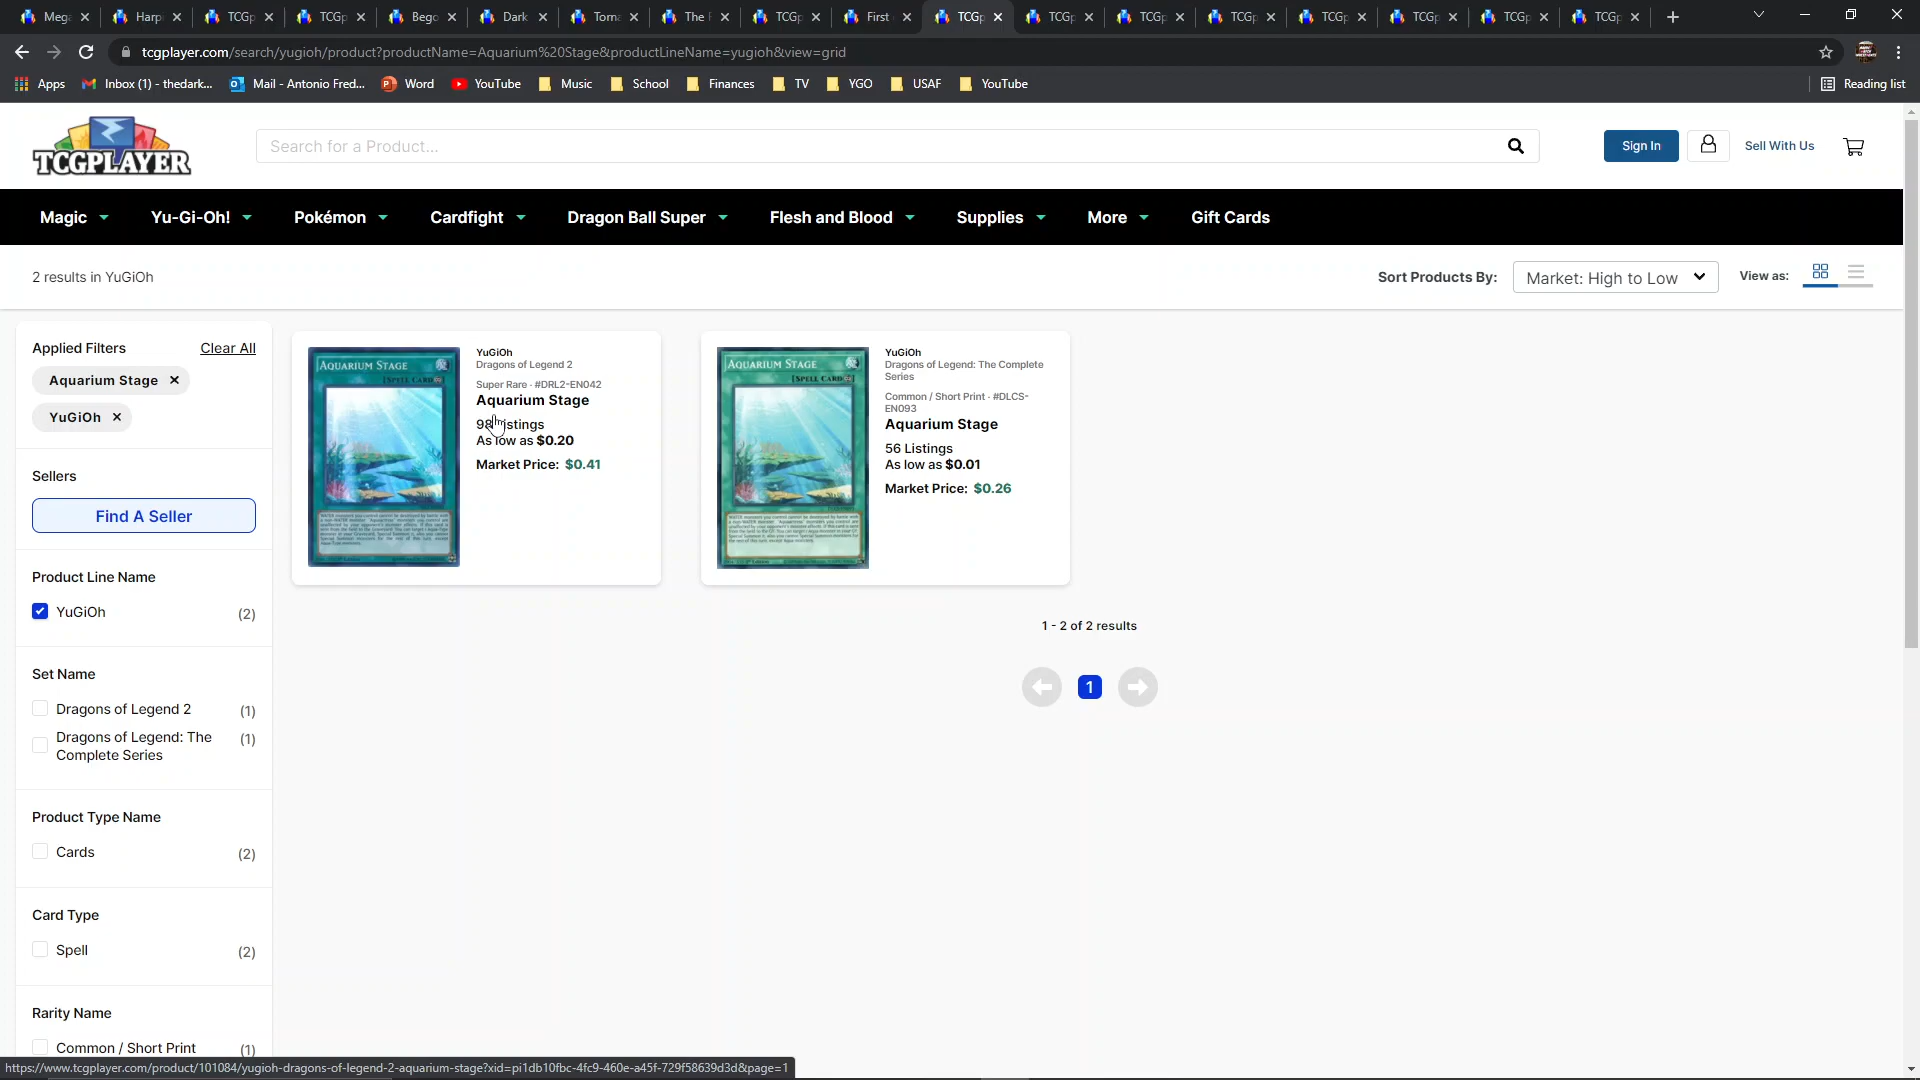 Mega
Harp
TCGp
TCGp
Bego
Dark
Torna
The F
TCGp
First
TCGp
TCGp
TCGp
TCGp
TCGp
TCGp
TCGp
TCGp
tcgplayer.com/search/yugioh/product?productName=Aquarium%20Stage&productLineName=yugioh&view=grid
Apps
Inbox (1) - thedark...
Mail - Antonio Fred...
Word
YouTube
Music
School
Finances
TV
YGO
USAF
YouTube
Reading list
TCGPLAYER
Search for a Product...
Sign In
Sell With Us
Magic
Yu-Gi-Oh!
Pokémon
Cardfight
Dragon Ball Super
Flesh and Blood
Supplies
More
Gift Cards
2 results in YuGiOh
Sort Products By:
Market: High to Low
View as:
Applied Filters
Clear All
Aquarium Stage
YuGiOh
Sellers
Find A Seller
Product Line Name
YuGiOh
(2)
Set Name
Dragons of Legend 2
(1)
Dragons of Legend: The
Complete Series
(1)
Product Type Name
Cards
(2)
Card Type
Spell
(2)
Rarity Name
Common / Short Print
(1)
AQUARIUM STAGE
[SPELL CARD]
YuGiOh
Dragons of Legend 2
Super Rare · #DRL2-EN042
Aquarium Stage
98 listings
As low as $0.20
Market Price: $0.41
AQUARIUM STAGE
[SPELL CARD]
YuGiOh
Dragons of Legend: The Complete
Series
Common / Short Print · #DLCS-
EN093
Aquarium Stage
56 Listings
As low as $0.01
Market Price: $0.26
1 - 2 of 2 results
1
https://www.tcgplayer.com/product/101084/yugioh-dragons-of-legend-2-aquarium-stage?xid=pi1db10fbc-4fc9-460e-a45f-729f58639d3d&page=1